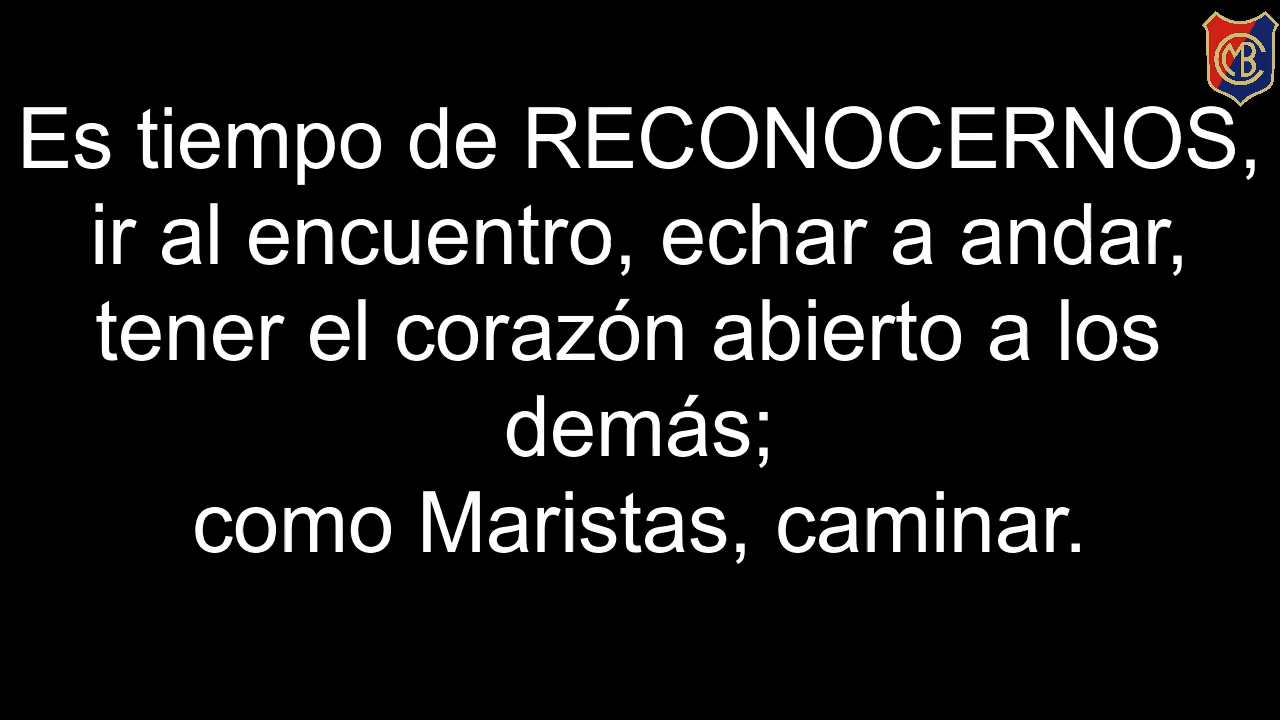 Es tiempo de RECONOCERNOS,
ir al encuentro, echar a andar,
tener el corazón abierto a los
demás;
como Maristas, caminar.